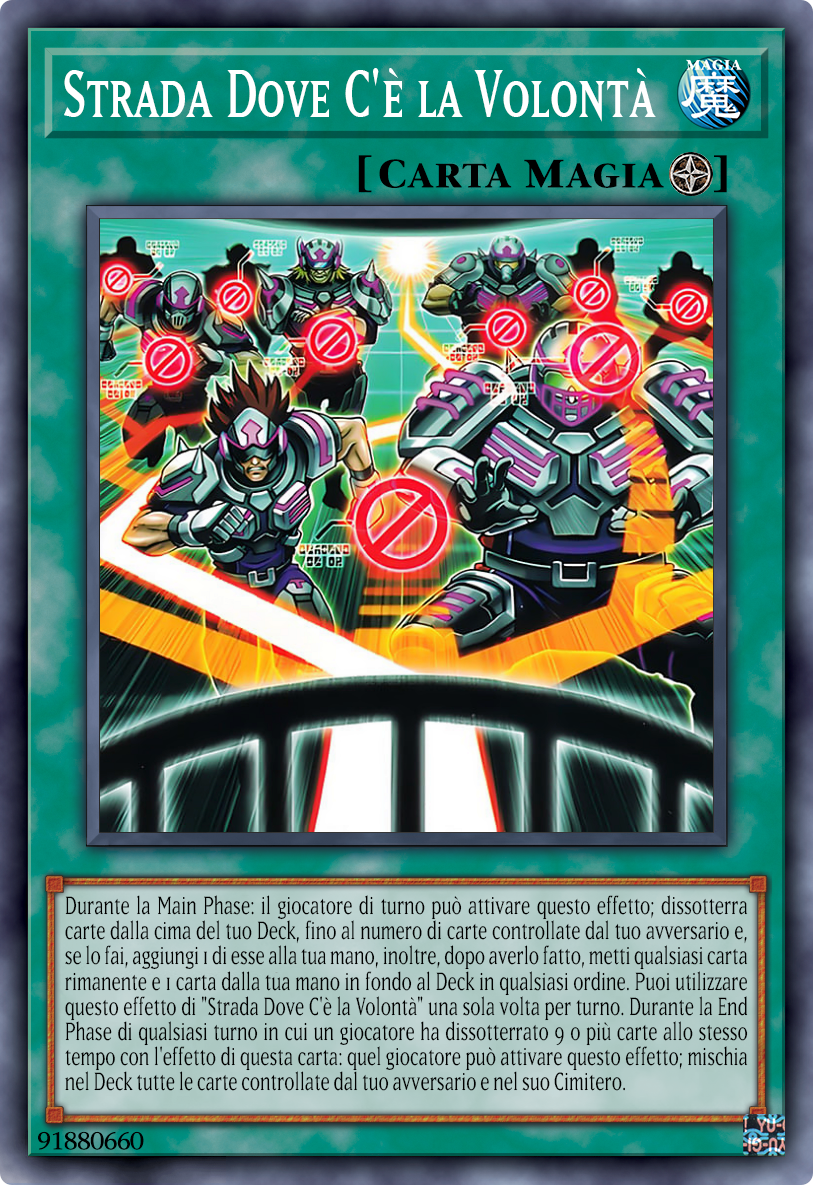 Strada Dove C'è la Volontà
MAGIA
魔
[Carta Magia]
Durante la Main Phase: il giocatore di turno può attivare questo effetto; dissotterra
carte dalla cima del tuo Deck, fino al numero di carte controllate dal tuo avversario e,
se lo fai, aggiungi 1 di esse alla tua mano, inoltre, dopo averlo fatto, metti qualsiasi carta
rimanente e 1 carta dalla tua mano in fondo al Deck in qualsiasi ordine. Puoi utilizzare
questo effetto di "Strada Dove C'è la Volontà" una sola volta per turno. Durante la End
Phase di qualsiasi turno in cui un giocatore ha dissotterrato 9 o più carte allo stesso
tempo con l'effetto di questa carta: quel giocatore può attivare questo effetto; mischia
nel Deck tutte le carte controllate dal tuo avversario e nel suo Cimitero.
91880660